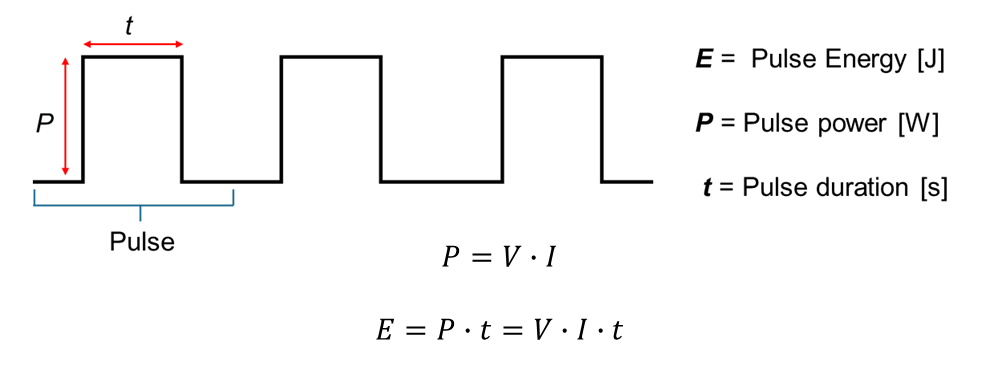 t
P
Pulse
E = Pulse Energy [J]
P = Pulse power [W]
t = Pulse duration [s]
P = V · I
E = P · t = V · I · t